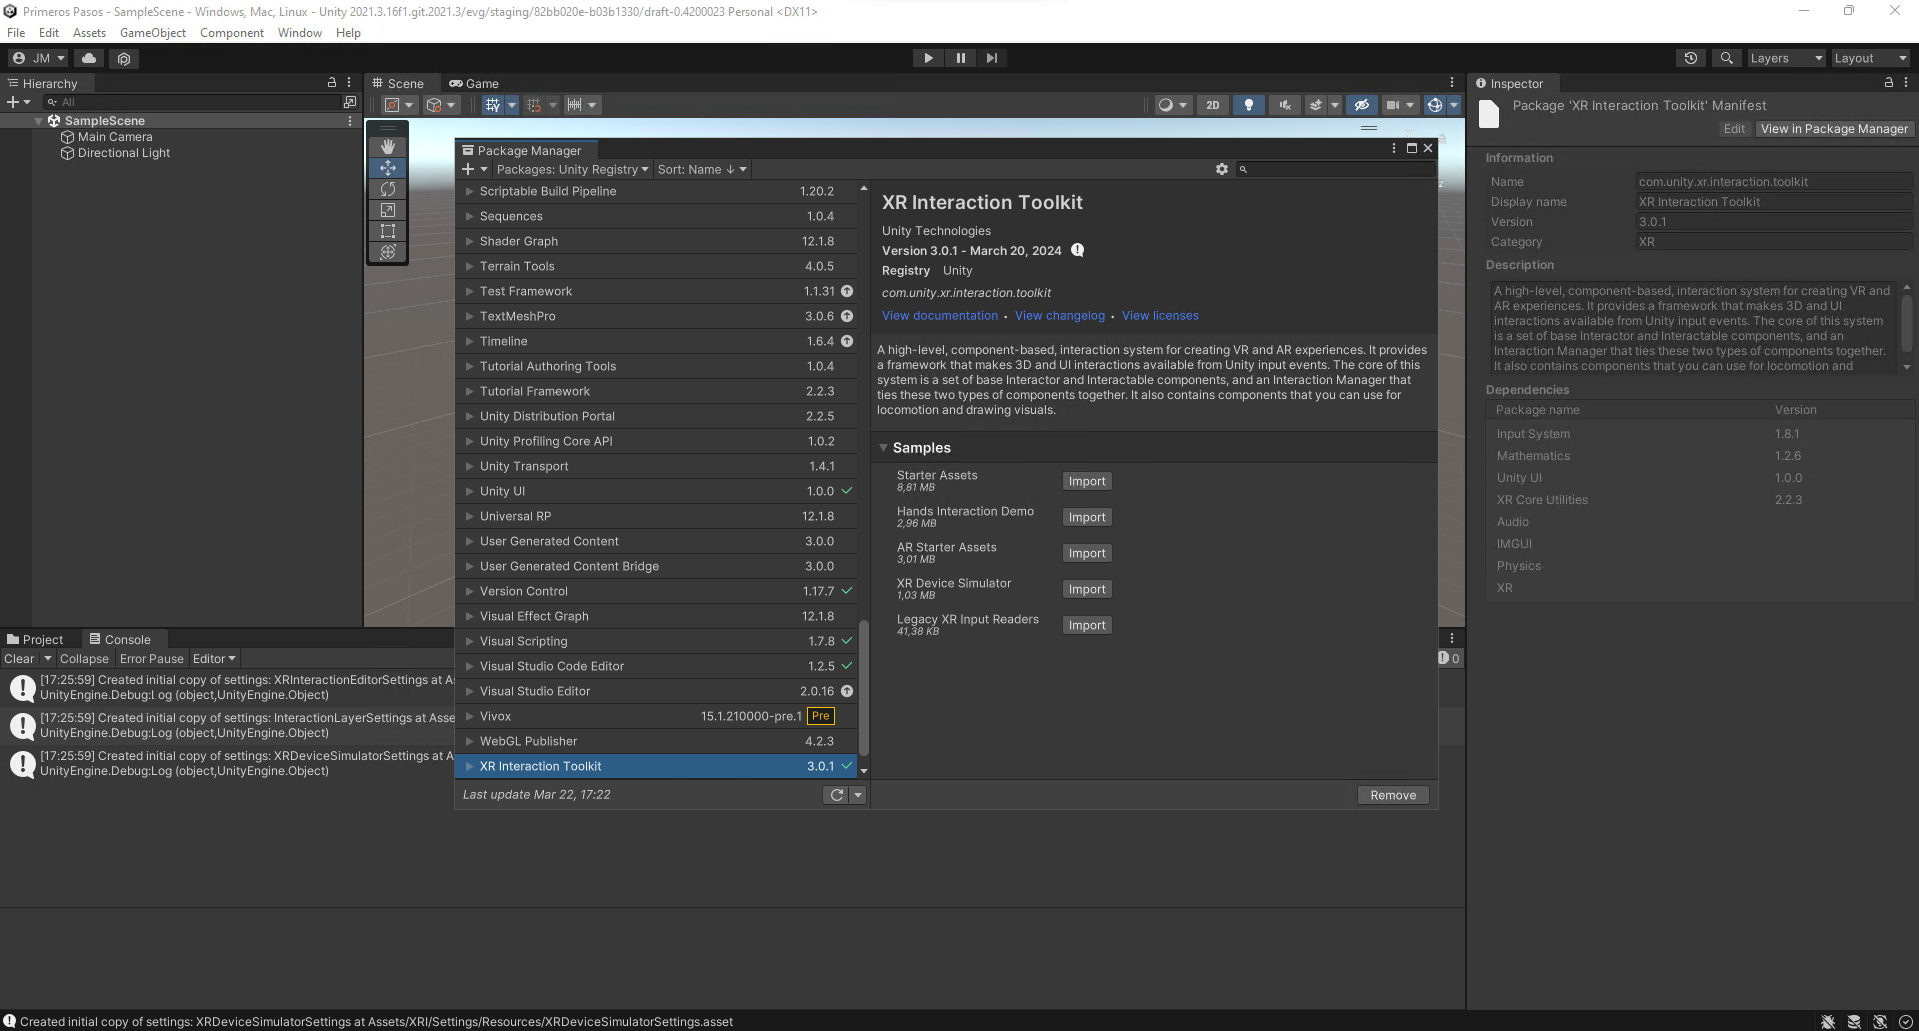 Primeros Pasos - SampleScene - Windows, Mac, Linux - Unity 2021.3.16f1.git.2021.3/evg/staging/82bb020e-b03b1330/draft-0.4200023 Personal <DX11>
File Edit Assets GameObject Component Window Help
JM
Layers
Layout
Hierarchy
All
SampleScene
Main Camera
Directional Light
Scene
Game
2D
Package Manager
Packages: Unity Registry
Sort: Name ↓
Scriptable Build Pipeline 1.20.2
Sequences 1.0.4
Shader Graph 12.1.8
Terrain Tools 4.0.5
Test Framework 1.1.31
TextMeshPro 3.0.6
Timeline 1.6.4
Tutorial Authoring Tools 1.0.4
Tutorial Framework 2.2.3
Unity Distribution Portal 2.2.5
Unity Profiling Core API 1.0.2
Unity Transport 1.4.1
Unity UI 1.0.0
Universal RP 12.1.8
User Generated Content 3.0.0
User Generated Content Bridge 3.0.0
Version Control 1.17.7
Visual Effect Graph 12.1.8
Visual Scripting 1.7.8
Visual Studio Code Editor 1.2.5
Visual Studio Editor 2.0.16
Vivox 15.1.210000-pre.1 Pre
WebGL Publisher 4.2.3
XR Interaction Toolkit 3.0.1
Last update Mar 22, 17:22
XR Interaction Toolkit
Unity Technologies
Version 3.0.1 - March 20, 2024
Registry Unity
com.unity.xr.interaction.toolkit
View documentation • View changelog • View licenses
A high-level, component-based, interaction system for creating VR and AR experiences. It provides
a framework that makes 3D and UI interactions available from Unity input events. The core of this
system is a set of base Interactor and Interactable components, and an Interaction Manager that
ties these two types of components together. It also contains components that you can use for
locomotion and drawing visuals.
Samples
Starter Assets Import
8,81 MB
Hands Interaction Demo Import
2,96 MB
AR Starter Assets Import
3,01 MB
XR Device Simulator Import
1,03 MB
Legacy XR Input Readers Import
41,38 KB
Remove
Inspector
Package 'XR Interaction Toolkit' Manifest
Edit View in Package Manager
Information
Name com.unity.xr.interaction.toolkit
Display name XR Interaction Toolkit
Version 3.0.1
Category XR
Description
A high-level, component-based, interaction system for creating VR and
AR experiences. It provides a framework that makes 3D and UI
interactions available from Unity input events. The core of this system
is a set of base Interactor and Interactable components, and an
Interaction Manager that ties these two types of components together.
It also contains components that you can use for locomotion and
Dependencies
Package name Version
Input System 1.8.1
Mathematics 1.2.6
Unity UI 1.0.0
XR Core Utilities 2.2.3
Audio
IMGUI
Physics
XR
Project
Console
Clear Collapse Error Pause Editor
0
[17:25:59] Created initial copy of settings: XRInteractionEditorSettings at As
UnityEngine.Debug:Log (object,UnityEngine.Object)
[17:25:59] Created initial copy of settings: InteractionLayerSettings at Asse
UnityEngine.Debug:Log (object,UnityEngine.Object)
[17:25:59] Created initial copy of settings: XRDeviceSimulatorSettings at A
UnityEngine.Debug:Log (object,UnityEngine.Object)
Created initial copy of settings: XRDeviceSimulatorSettings at Assets/XRI/Settings/Resources/XRDeviceSimulatorSettings.asset